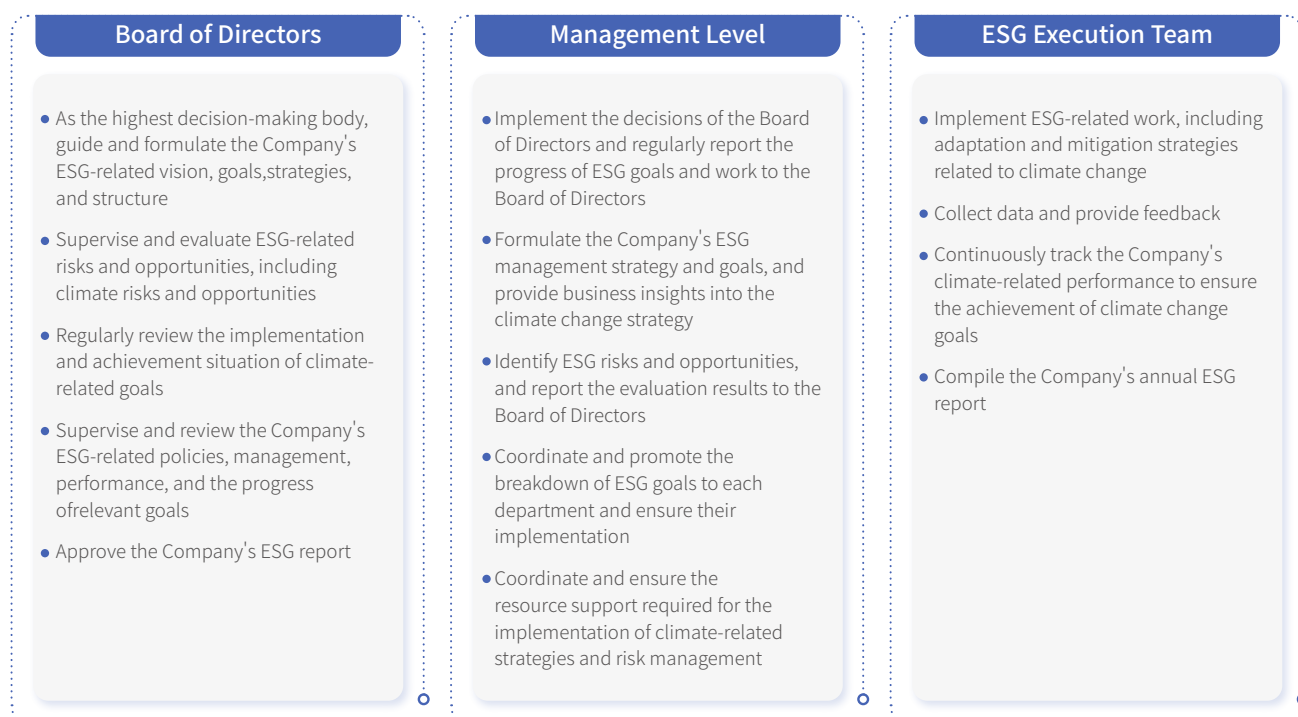 Board of Directors
As the highest decision-making body,
guide and formulate the Company's
ESG-related vision, goals,strategies,
and structure
Supervise and evaluate ESG-related
risks and opportunities, including
climate risks and opportunities
Regularly review the implementation
and achievement situation of climate-
related goals
Supervise and review the Company's
ESG-related policies, management,
performance, and the progress
ofrelevant goals
Approve the Company's ESG report
Management Level
Implement the decisions of the Board
of Directors and regularly report the
progress of ESG goals and work to the
Board of Directors
Formulate the Company's ESG
management strategy and goals, and
provide business insights into the
climate change strategy
Identify ESG risks and opportunities,
and report the evaluation results to the
Board of Directors
Coordinate and promote the
breakdown of ESG goals to each
department and ensure their
implementation
Coordinate and ensure the
resource support required for the
implementation of climate-related
strategies and risk management
ESG Execution Team
Implement ESG-related work, including
adaptation and mitigation strategies
related to climate change
Collect data and provide feedback
Continuously track the Company's
climate-related performance to ensure
the achievement of climate change
goals
Compile the Company's annual ESG
report